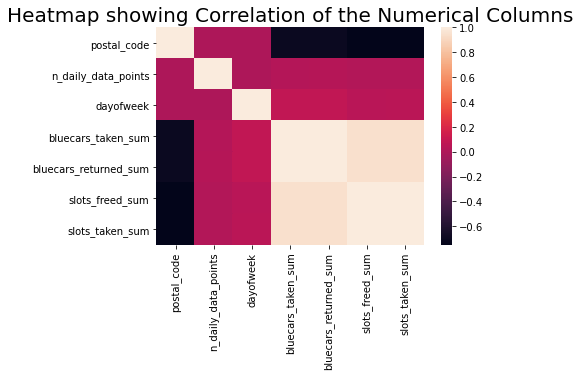 Heatmap showing Correlation of the Numerical Columns
postal_code
n_daily_data_points
dayofweek
bluecars_taken_sum
bluecars_returned_sum
slots_freed_sum
slots_taken_sum
postal_code
n_daily_data_points
dayofweek
bluecars_taken_sum
bluecars_returned_sum
slots_freed_sum
slots_taken_sum
1.0
0.8
0.6
0.4
0.2
0.0
−0.2
−0.4
−0.6